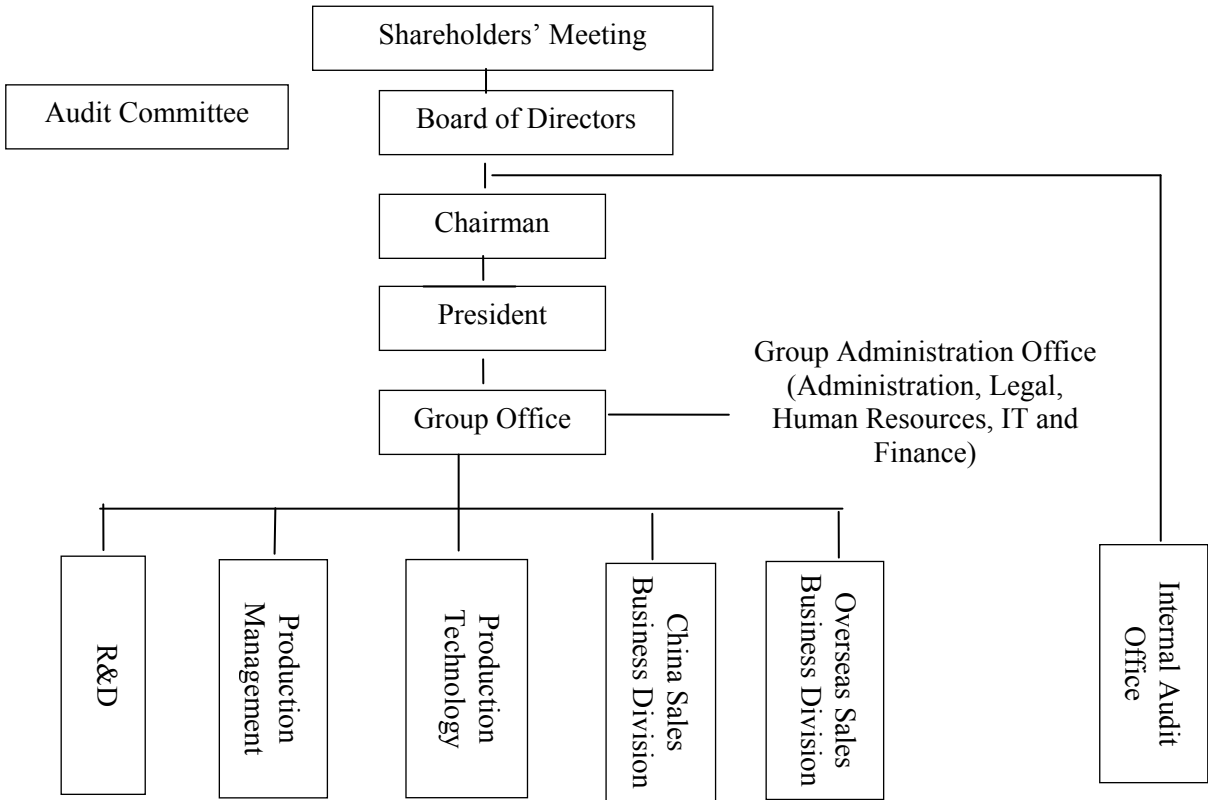 Shareholders’ Meeting
Audit Committee
Board of Directors
Chairman
President
Group Administration Office
(Administration, Legal,
Human Resources, IT and
Finance)
Group Office
R&D
Production
Management
Production
Technology
China Sales
Business Division
Overseas Sales
Business Division
Internal Audit
Office